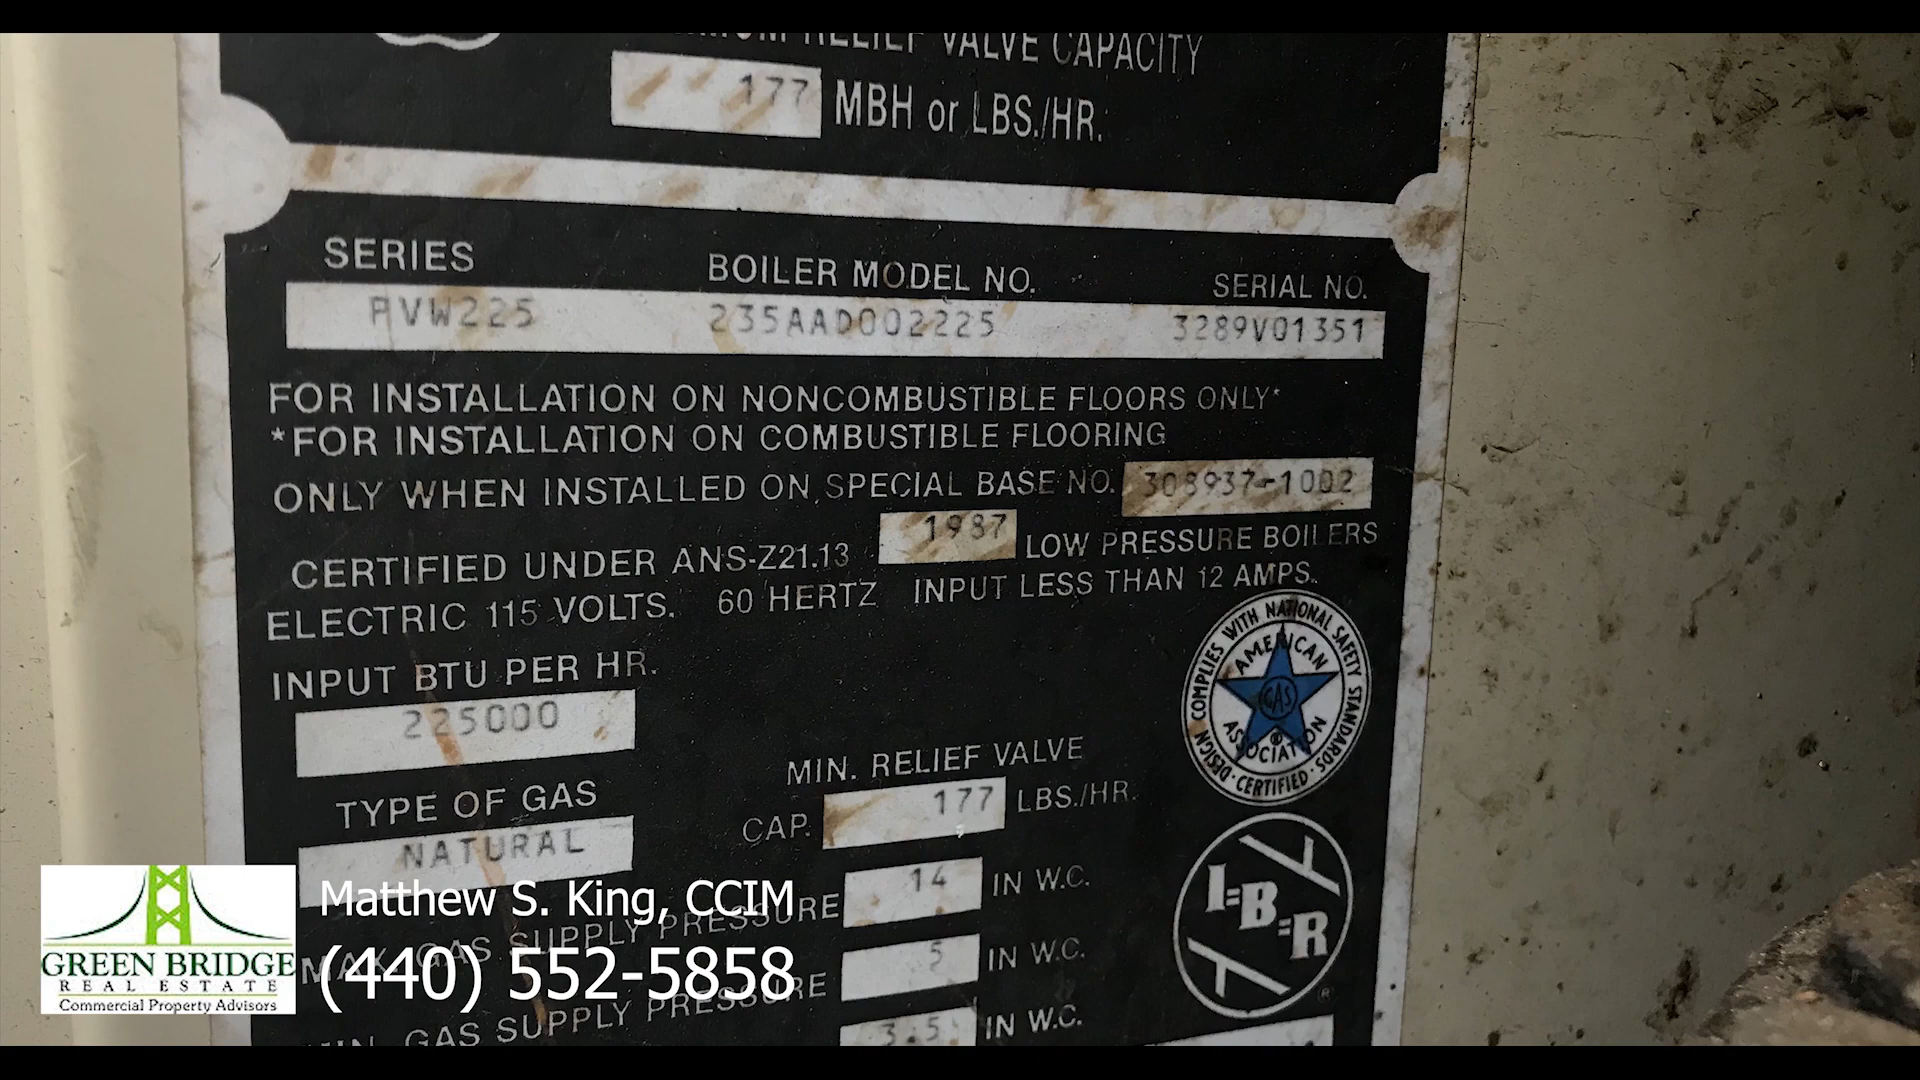 RELIEF VALVE CAPACITY
177 MBH or LBS./HR.
SERIES BOILER MODEL NO. SERIAL NO.
PVW225 235AAD002225 3289V01351
FOR INSTALLATION ON NONCOMBUSTIBLE FLOORS ONLY*
*FOR INSTALLATION ON COMBUSTIBLE FLOORING
ONLY WHEN INSTALLED ON SPECIAL BASE NO. 308937-1002
CERTIFIED UNDER ANS-Z21.13 1987 LOW PRESSURE BOILERS
ELECTRIC 115 VOLTS. 60 HERTZ INPUT LESS THAN 12 AMPS.
INPUT BTU PER HR.
225000
TYPE OF GAS
NATURAL
MIN. RELIEF VALVE
CAP. 177 LBS./HR.
MAX. GAS SUPPLY PRESSURE 14 IN W.C.
MIN. GAS SUPPLY PRESSURE 5 IN W.C.
3.5 IN W.C.
DESIGN · CERTIFIED · COMPLIES WITH NATIONAL SAFETY STANDARDS
AMERICAN
GAS
ASSOCIATION
®
I=B=R
®
GREEN BRIDGE
REAL ESTATE
Commercial Property Advisors
Matthew S. King, CCIM
(440) 552-5858